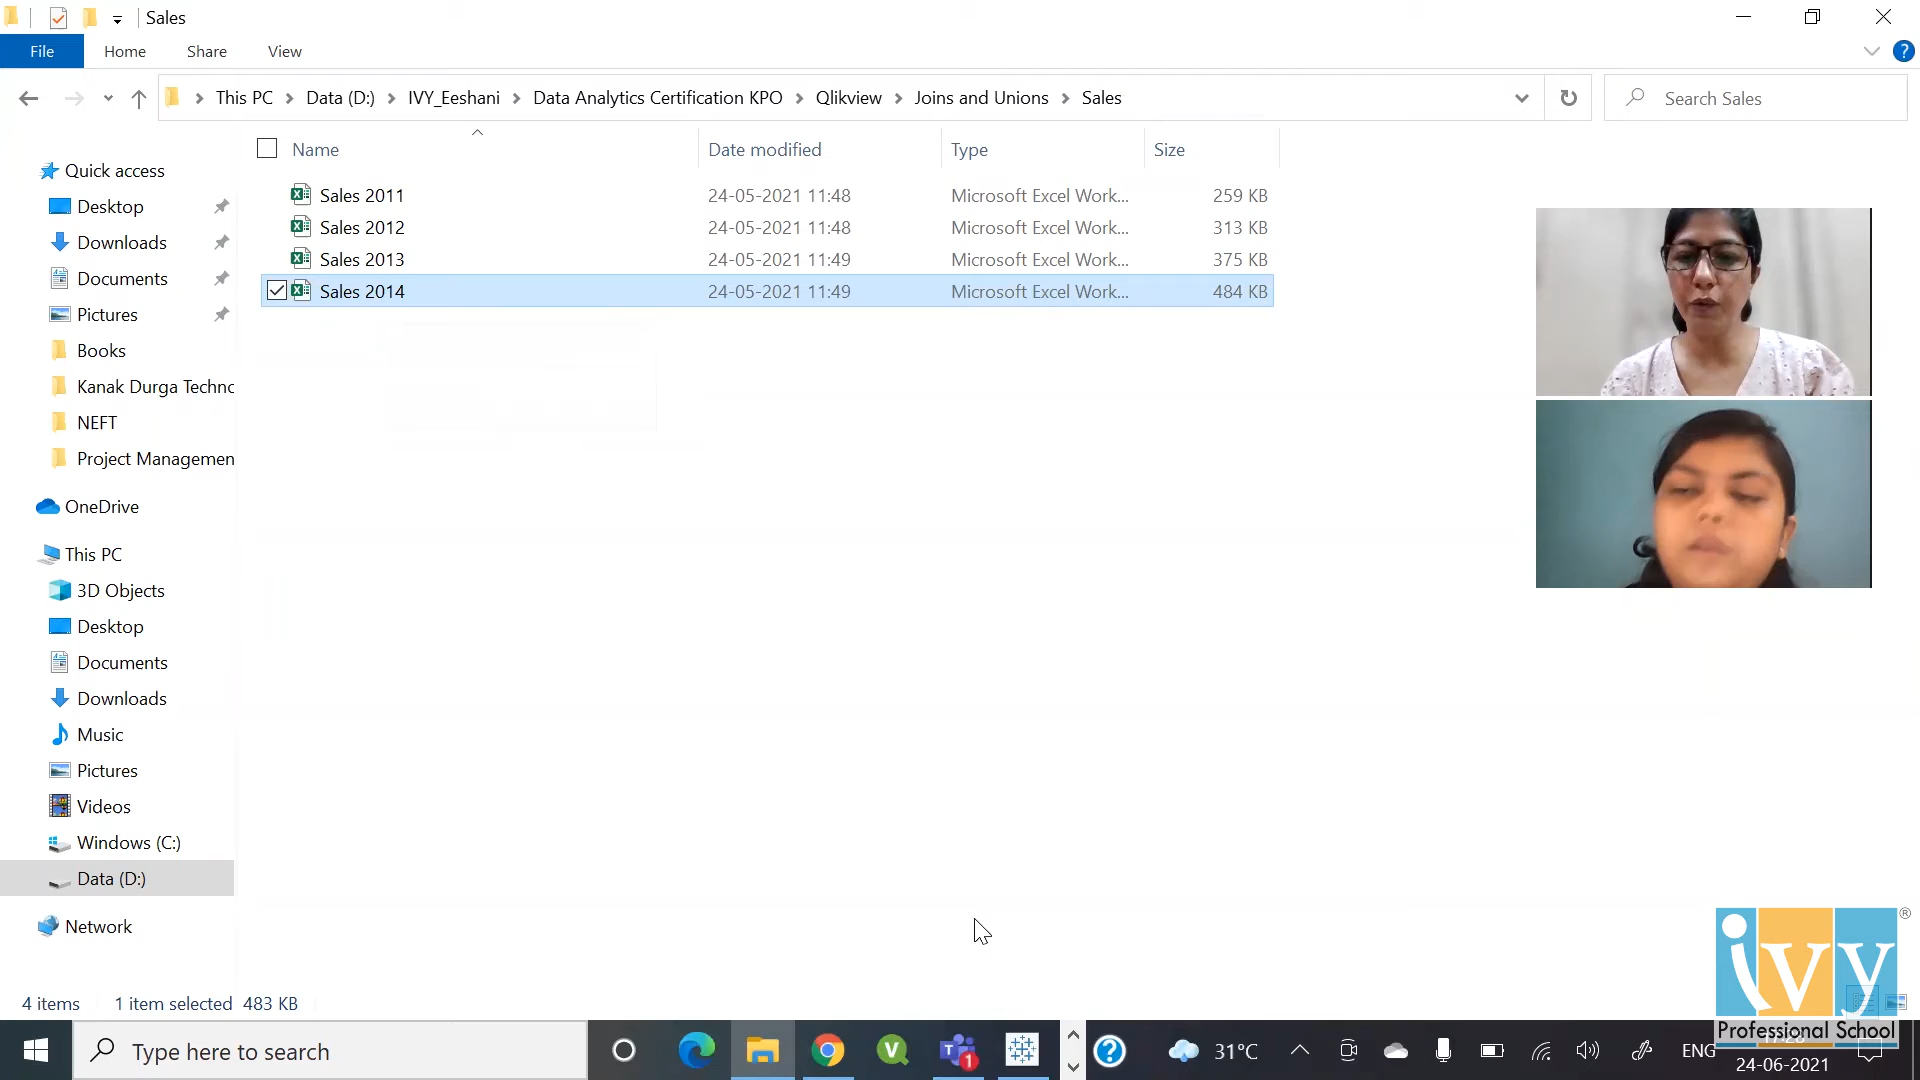 Sales
File Home Share View
This PC Data (D:) IVY_Eeshani Data Analytics Certification KPO Qlikview Joins and Unions Sales
Search Sales
Name Date modified Type Size
Sales 2011 24-05-2021 11:48 Microsoft Excel Work... 259 KB
Sales 2012 24-05-2021 11:48 Microsoft Excel Work... 313 KB
Sales 2013 24-05-2021 11:49 Microsoft Excel Work... 375 KB
Sales 2014 24-05-2021 11:49 Microsoft Excel Work... 484 KB
Quick access
Desktop
Downloads
Documents
Pictures
Books
Kanak Durga Techno
NEFT
Project Managemen
OneDrive
This PC
3D Objects
Desktop
Documents
Downloads
Music
Pictures
Videos
Windows (C:)
Data (D:)
Network
4 items 1 item selected 483 KB
ivy ®
Professional School
Type here to search
31°C
ENG
24-06-2021